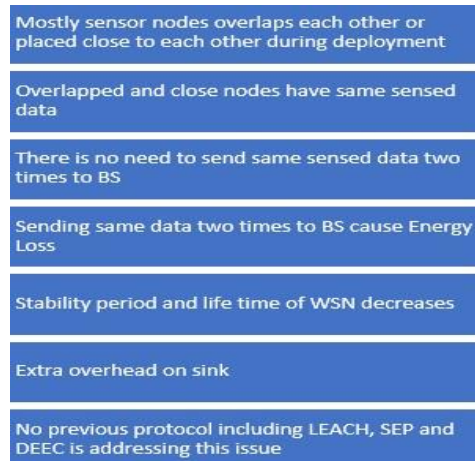 Mostly sensor nodes overlaps each other or
placed close to each other during deployment
Overlapped and close nodes have same sensed
data
There is no need to send same sensed data two
times to BS
Sending same data two times to BS cause Energy
Loss
Stability period and life time of WSN decreases
Extra overhead on sink
No previous protocol including LEACH, SEP and
DEEC is addressing this issue